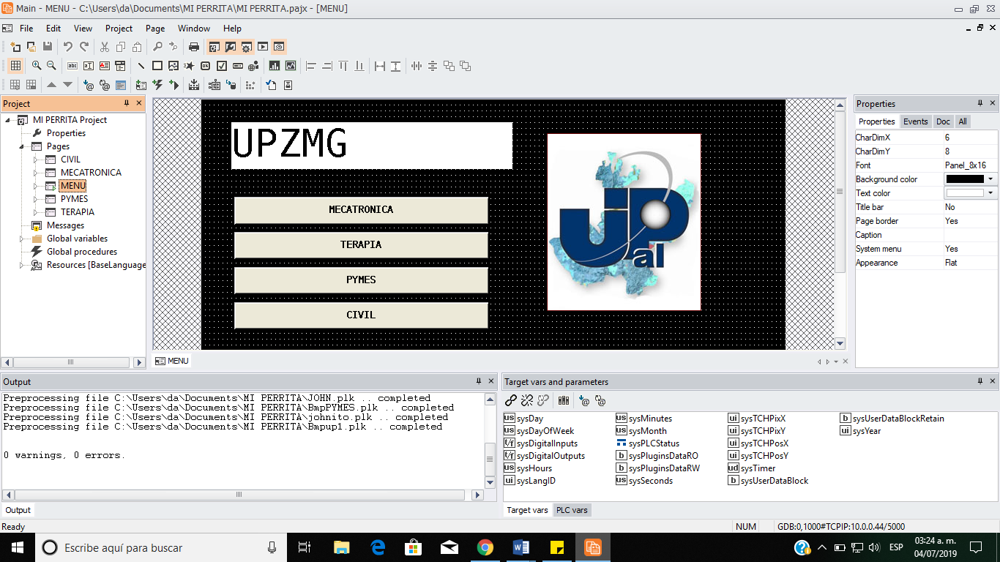 Main - MENU - C:\Users\da\Documents\MI PERRITA\MI PERRITA.pajx - [MENU]
File Edit View Project Page Window Help
Project
MI PERRITA Project
Properties
Pages
CIVIL
MECATRONICA
MENU
PYMES
TERAPIA
Messages
Global variables
Global procedures
Resources [BaseLanguage
UPZMG
MECATRONICA
TERAPIA
PYMES
CIVIL
UP
al
MENU
Properties
Properties Events Doc All
CharDimX 6
CharDimY 8
Font Panel_8x16
Background color
Text color
Title bar No
Page border Yes
Caption
System menu Yes
Appearance Flat
Output
Preprocessing file C:\Users\da\Documents\MI PERRITA\JOHN.plk .. completed
Preprocessing file C:\Users\da\Documents\MI PERRITA\BmpPYMES.plk .. completed
Preprocessing file C:\Users\da\Documents\MI PERRITA\johnito.plk .. completed
Preprocessing file C:\Users\da\Documents\MI PERRITA\Bmpup1.plk .. completed
0 warnings, 0 errors.
Output
Target vars and parameters
us sysDay us sysMinutes ui sysTCHPixX b sysUserDataBlockRetain
us sysDayOfWeek us sysMonth ui sysTCHPixY ui sysYear
t/f sysDigitalInputs sysPLCStatus ui sysTCHPosX
t/f sysDigitalOutputs b sysPluginsDataRO ui sysTCHPosY
us sysHours b sysPluginsDataRW ud sysTimer
ui sysLangID us sysSeconds b sysUserDataBlock
Target vars PLC vars
Ready NUM GDB:0,1000#TCPIP:10.0.0.44/5000
Escribe aquí para buscar
ESP
03:24 a. m.
04/07/2019